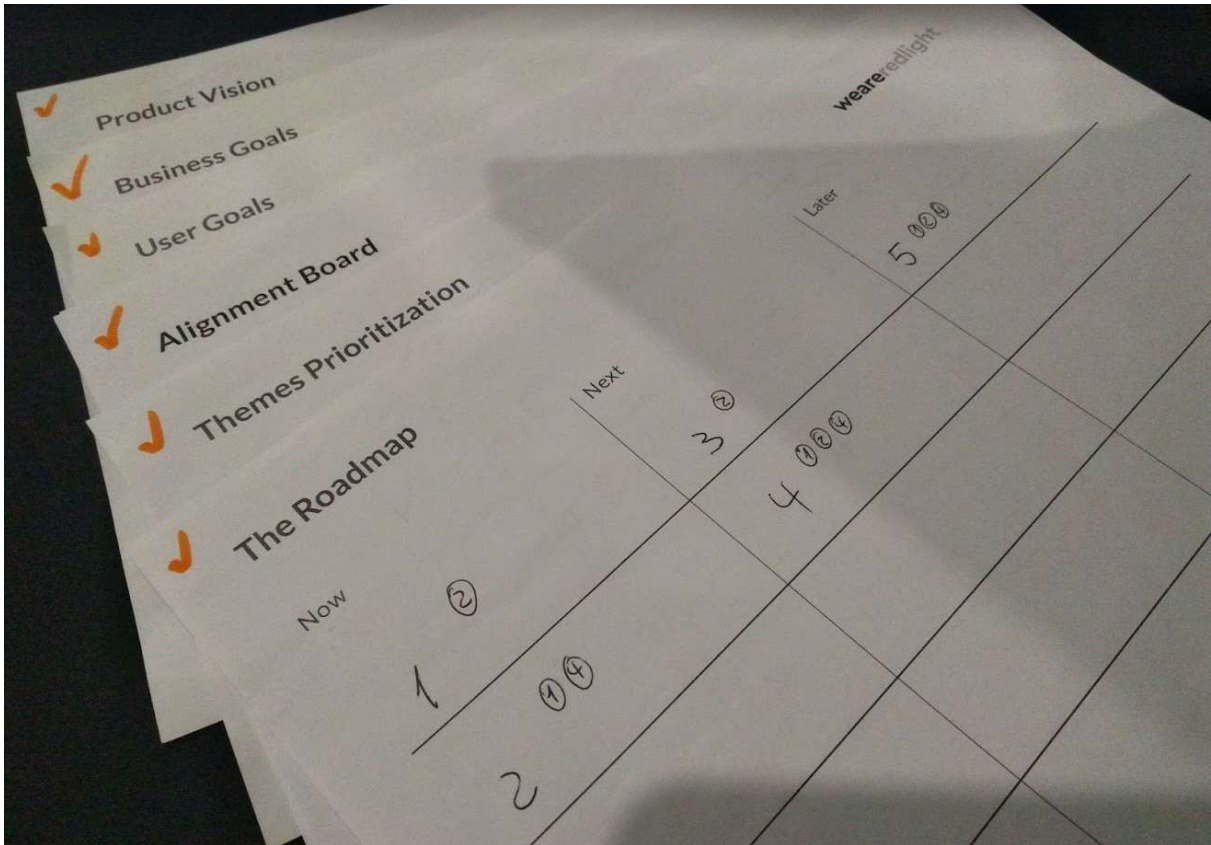 ✓ Product Vision
✓ Business Goals
✓ User Goals
✓ Alignment Board
✓ Themes Prioritization
✓ The Roadmap
weareredlight
Now
Next
Later
1 ②
3 ②
5 ①②④
2 ①④
4 ①②④